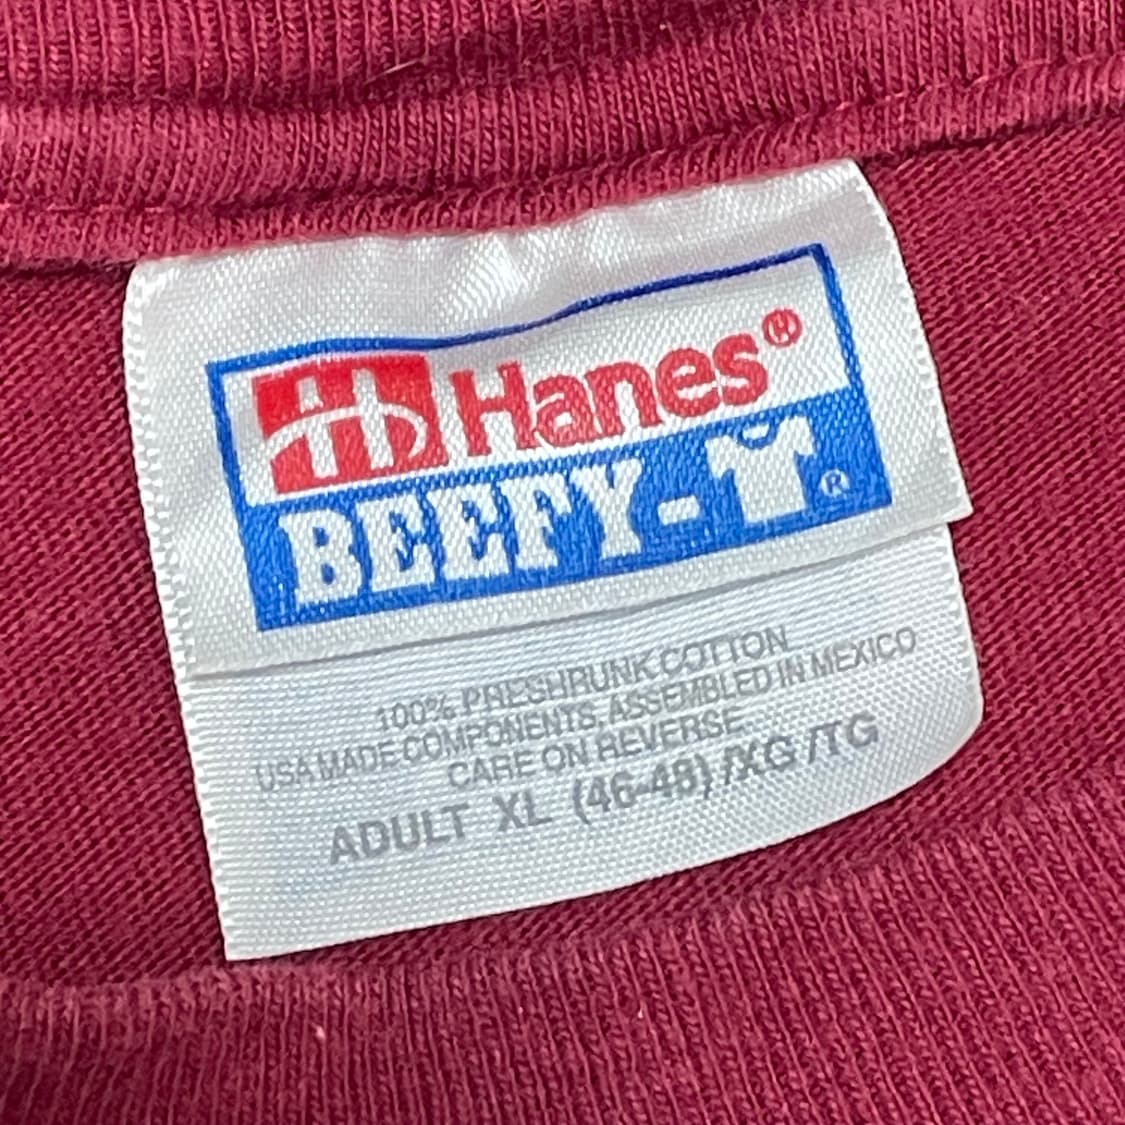 Hanes®
BEEFY-T®
100% PRESHRUNK COTTON
USA MADE COMPONENTS, ASSEMBLED IN MEXICO
CARE ON REVERSE
ADULT XL (46-48) /XG /TG